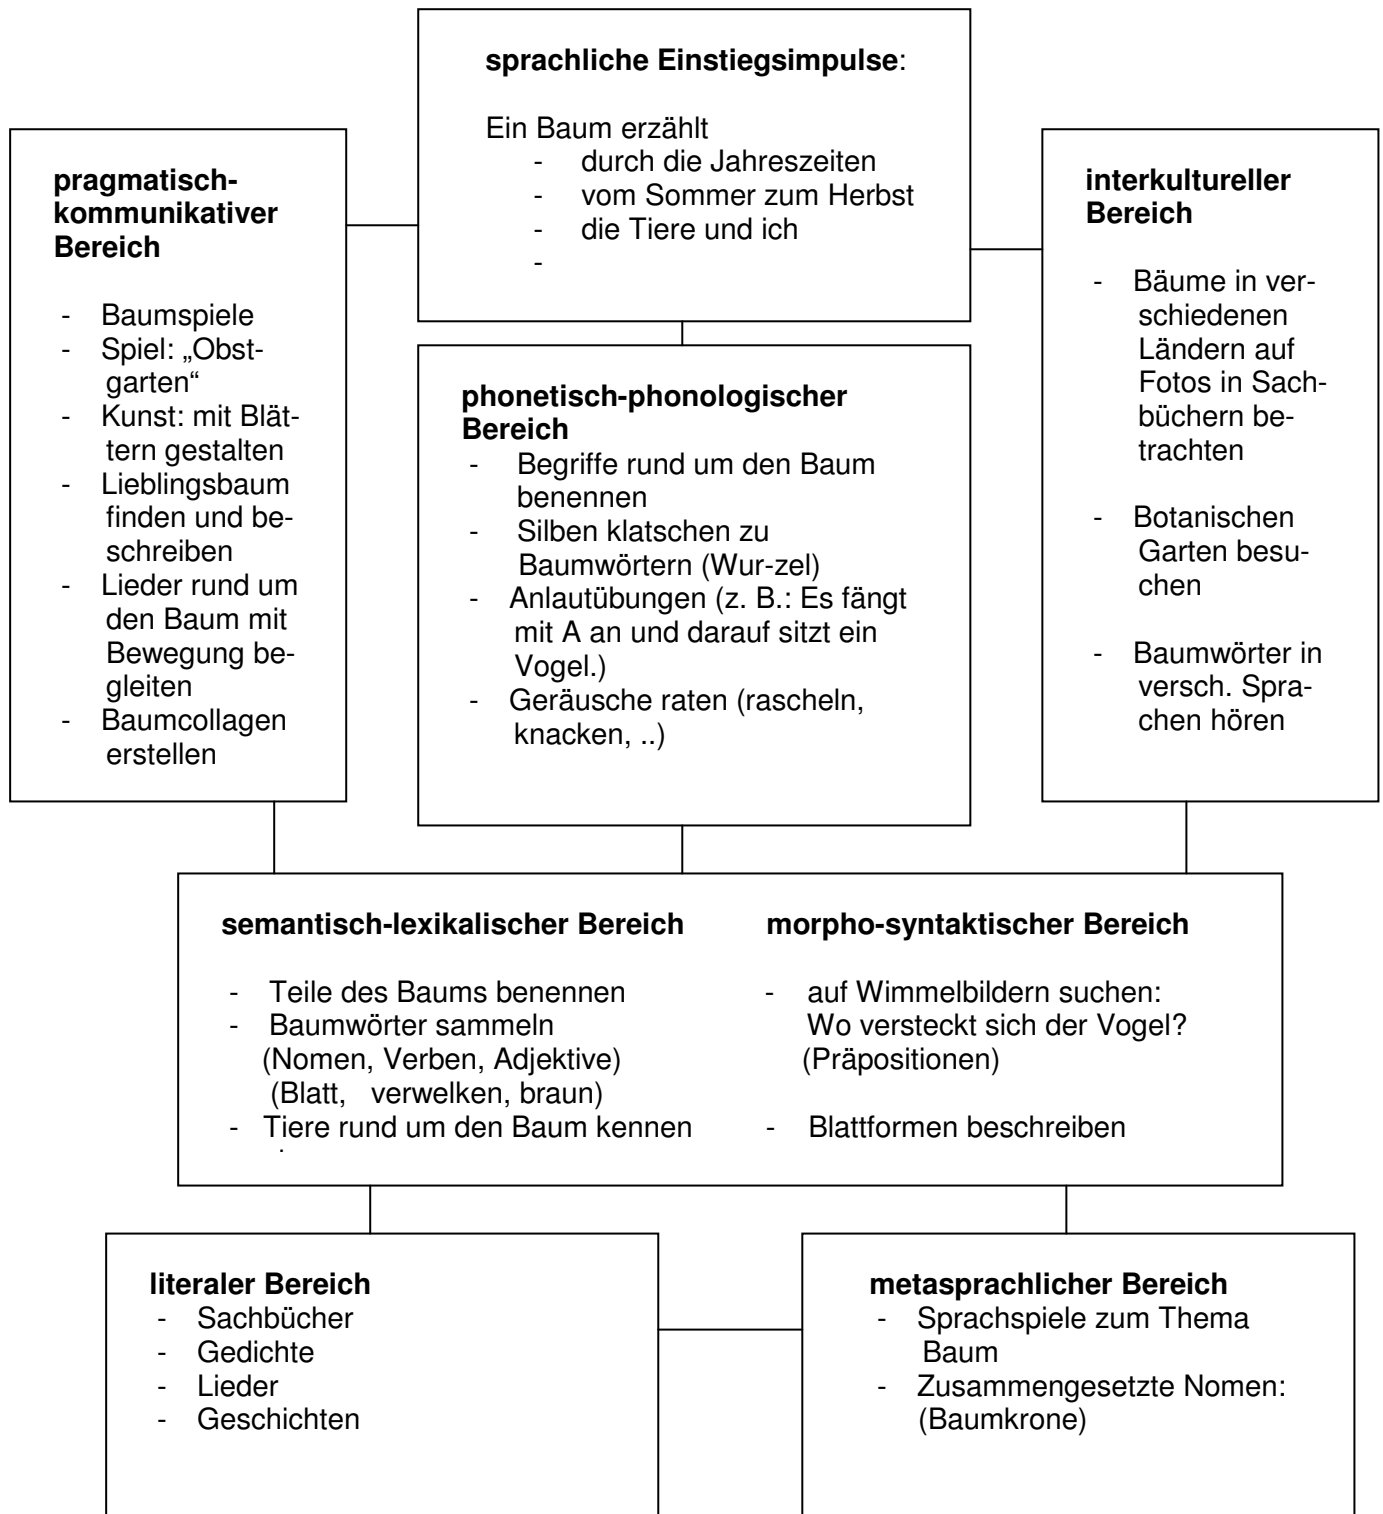 sprachliche Einstiegsimpulse:
Ein Baum erzählt
- durch die Jahreszeiten
- vom Sommer zum Herbst
- die Tiere und ich
-
pragmatisch-
kommunikativer
Bereich
- Baumspiele
- Spiel: „Obst-
garten“
- Kunst: mit Blät-
tern gestalten
- Lieblingsbaum
finden und be-
schreiben
- Lieder rund um
den Baum mit
Bewegung be-
gleiten
- Baumcollagen
erstellen
phonetisch-phonologischer
Bereich
- Begriffe rund um den Baum
benennen
- Silben klatschen zu
Baumwörtern (Wur-zel)
- Anlautübungen (z. B.: Es fängt
mit A an und darauf sitzt ein
Vogel.)
- Geräusche raten (rascheln,
knacken, ..)
interkultureller
Bereich
- Bäume in ver-
schiedenen
Ländern auf
Fotos in Sach-
büchern be-
trachten
- Botanischen
Garten besu-
chen
- Baumwörter in
versch. Spra-
chen hören
semantisch-lexikalischer Bereich
- Teile des Baums benennen
- Baumwörter sammeln
(Nomen, Verben, Adjektive)
(Blatt, verwelken, braun)
- Tiere rund um den Baum kennen
morpho-syntaktischer Bereich
- auf Wimmelbildern suchen:
Wo versteckt sich der Vogel?
(Präpositionen)
- Blattformen beschreiben
literaler Bereich
- Sachbücher
- Gedichte
- Lieder
- Geschichten
metasprachlicher Bereich
- Sprachspiele zum Thema
Baum
- Zusammengesetzte Nomen:
(Baumkrone)